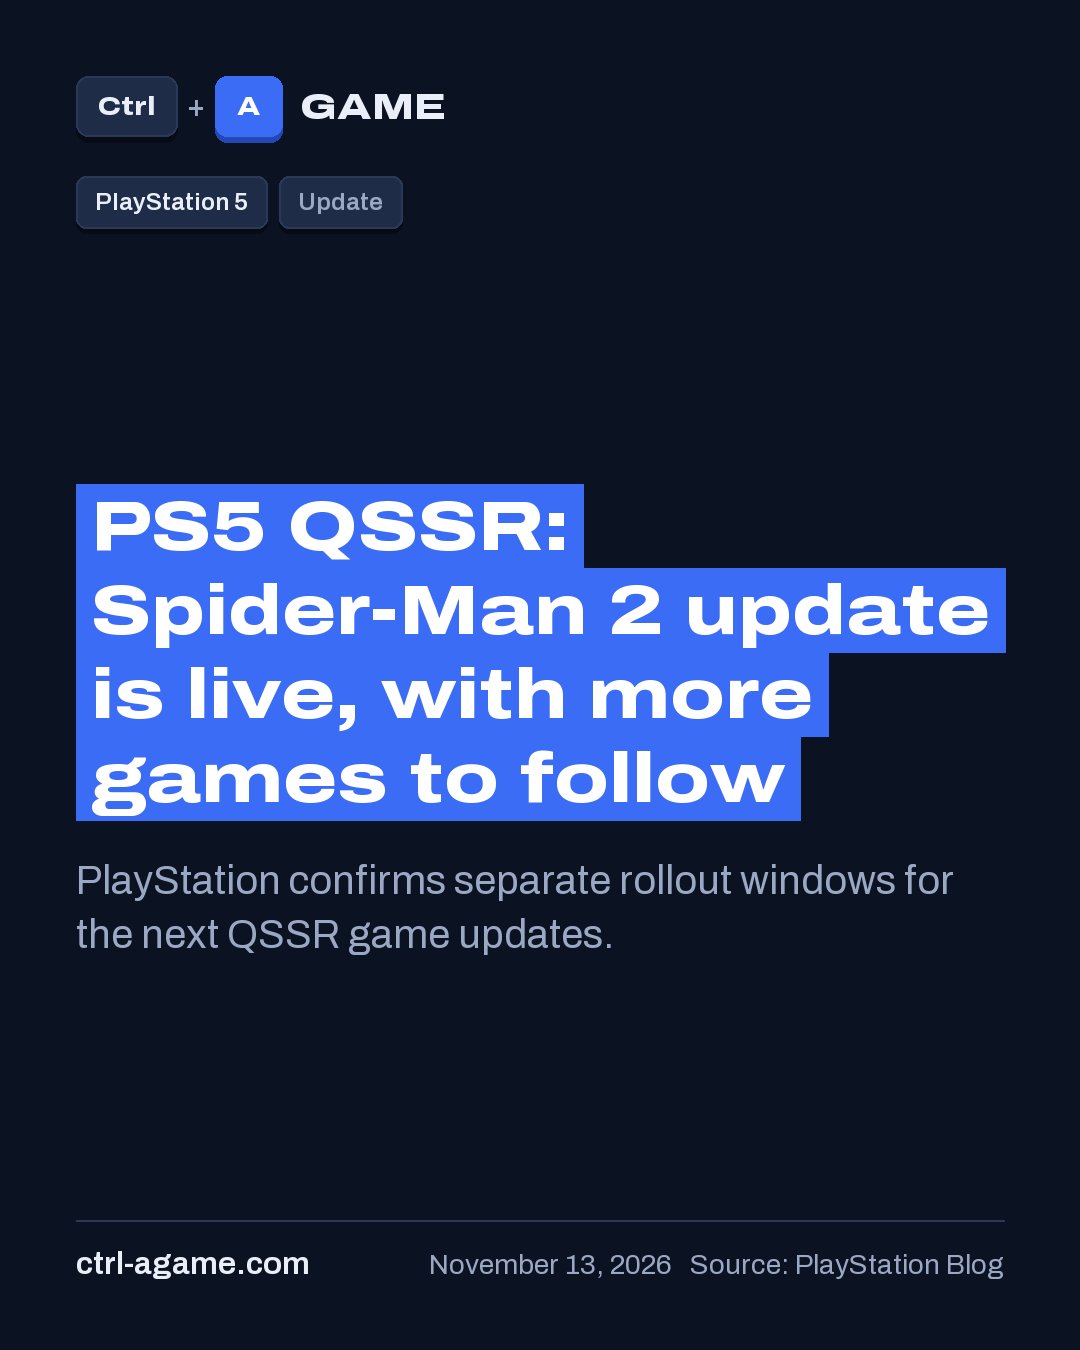 Ctrl + A GAME
PlayStation 5 Update
PS5 QSSR:
Spider-Man 2 update
is live, with more
games to follow
PlayStation confirms separate rollout windows for
the next QSSR game updates.
ctrl-agame.com November 13, 2026 Source: PlayStation Blog